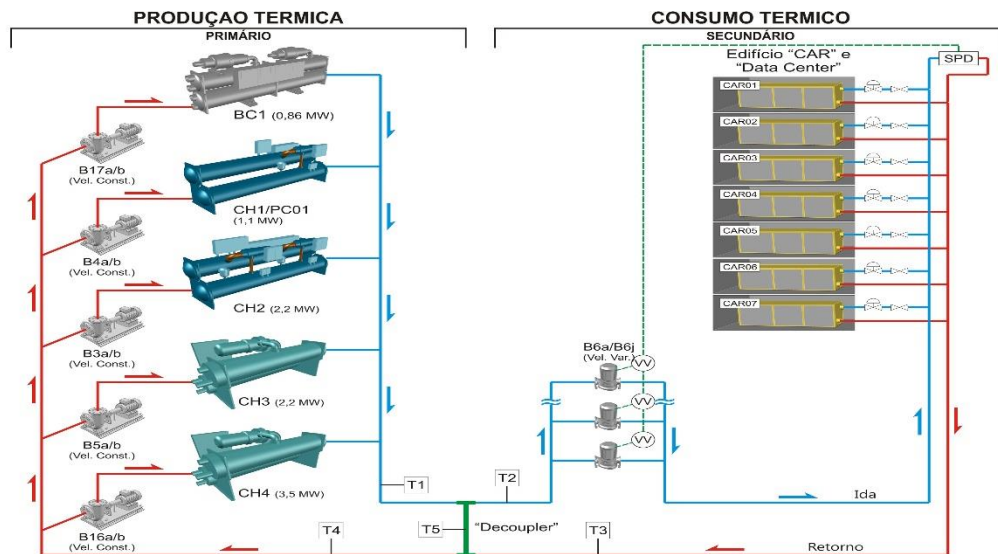 PRODUÇAO TERMICA
PRIMÁRIO
CONSUMO TERMICO
SECUNDÁRIO
Edifício "CAR" e
"Data Center"
SPD
BC1 (0,86 MW)
B17a/b
(Vel. Const.)
CH1/PC01
(1,1 MW)
B4a/b
(Vel. Const.)
CH2 (2,2 MW)
B3a/b
(Vel. Const.)
CH3 (2,2 MW)
B5a/b
(Vel. Const.)
CH4 (3,5 MW)
B16a/b
(Vel. Const.)
CAR01
CAR02
CAR03
CAR04
CAR05
CAR06
CAR07
B6a/B6j
(Vel. Var.)
T1
T2
Ida
T5
"Decoupler"
T4
T3
Retorno